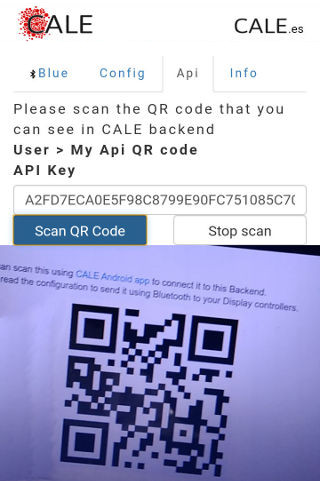 CALE
CALE.es
Blue Config Api Info
Please scan the QR code that you
can see in CALE backend
User > My Api QR code
API Key
A2FD7ECA0E5F98C8799E90FC751085C70
Scan QR Code Stop scan
an scan this using CALE Android app to connect it to this Backend.
read the configuration to send it using Bluetooth to your Display controllers.